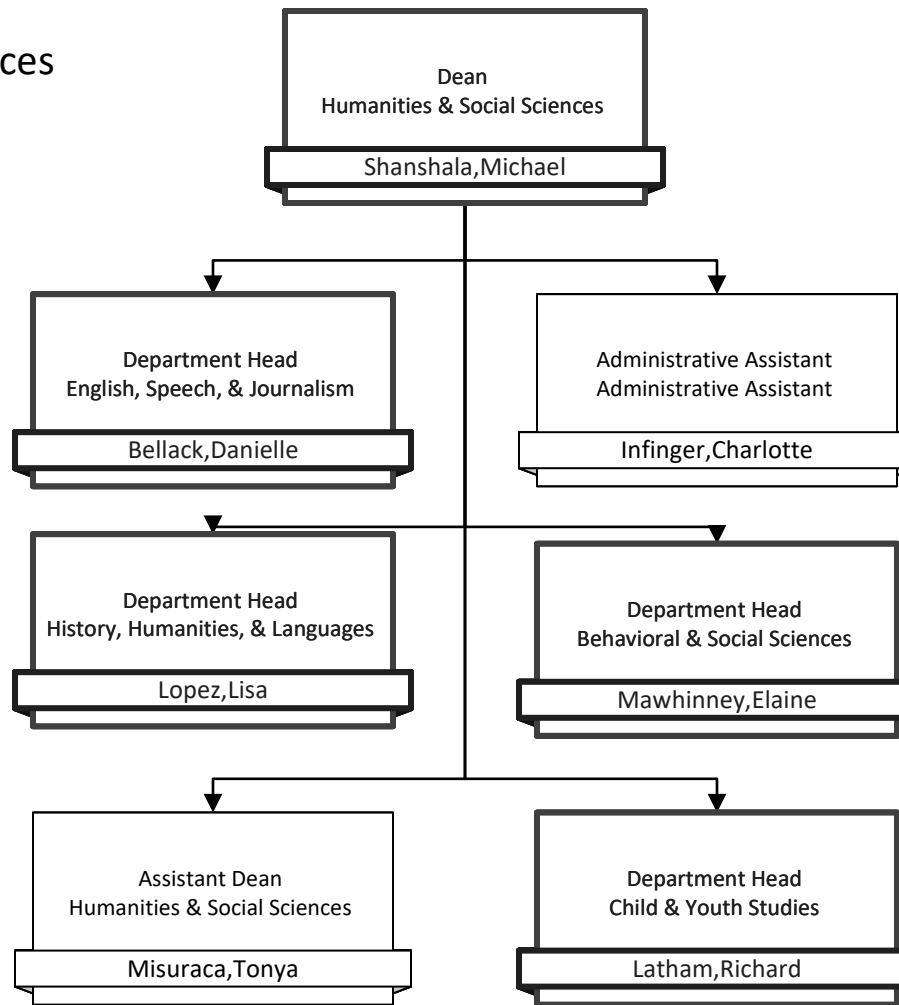 Dean
Humanities & Social Sciences
Shanshala,Michael
Department Head
English, Speech, & Journalism
Bellack,Danielle
Administrative Assistant
Administrative Assistant
Infinger,Charlotte
Department Head
History, Humanities, & Languages
Lopez,Lisa
Department Head
Behavioral & Social Sciences
Mawhinney,Elaine
Assistant Dean
Humanities & Social Sciences
Misuraca,Tonya
Department Head
Child & Youth Studies
Latham,Richard